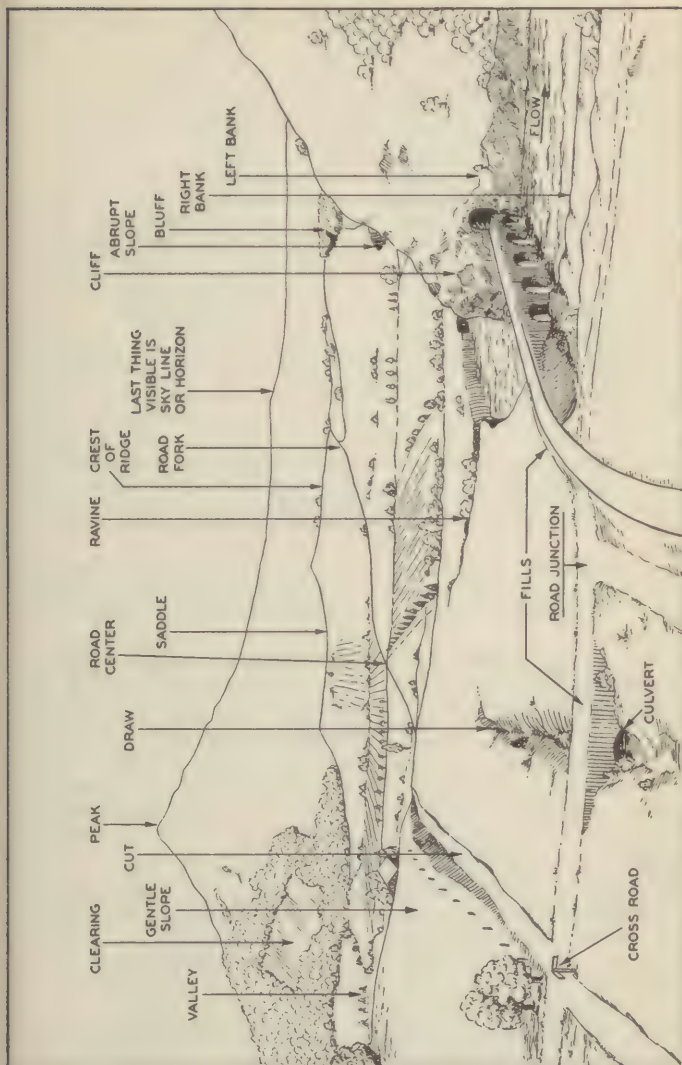 CLEARING
PEAK
VALLEY
GENTLE
SLOPE
CUT
DRAW
ROAD
CENTER
SADDLE
RAVINE
CREST
OF
RIDGE
ROAD
FORK
LAST THING
VISIBLE IS
SKY LINE
OR HORIZON
CLIFF
ABRUPT
SLOPE
BLUFF
RIGHT
BANK
LEFT BANK
FLOW
FILLS
ROAD JUNCTION
CULVERT
CROSS ROAD